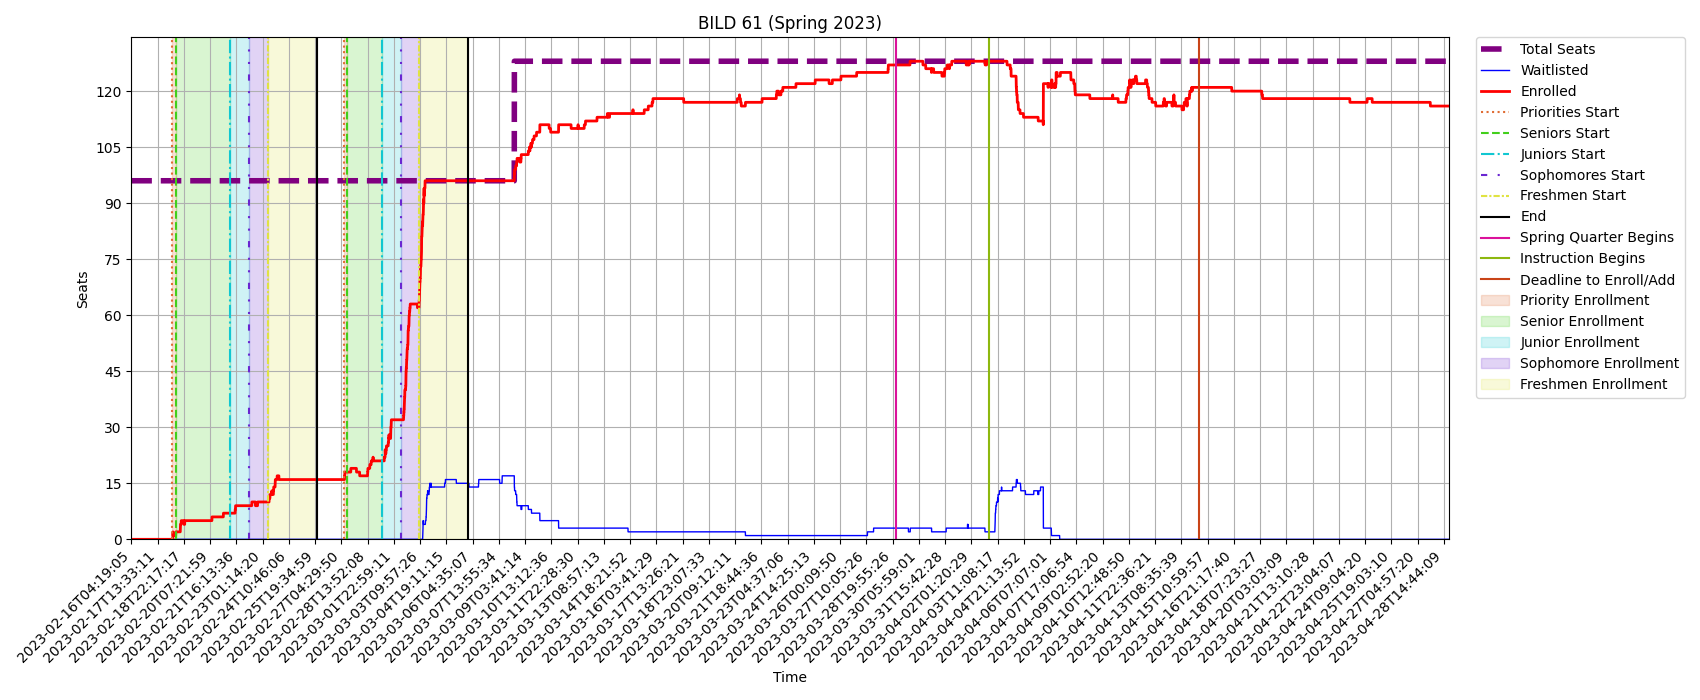 BILD 61 (Spring 2023)
Seats
120
105
90
75
60
45
30
15
0
2023-02-16T04:19:05
2023-02-17T13:33:11
2023-02-18T22:17:17
2023-02-20T07:21:59
2023-02-21T16:13:36
2023-02-23T01:14:20
2023-02-24T10:46:06
2023-02-25T19:34:59
2023-02-27T04:29:50
2023-02-28T13:52:08
2023-03-01T22:59:11
2023-03-03T09:57:26
2023-03-04T19:11:15
2023-03-06T04:35:07
2023-03-07T13:55:34
2023-03-09T03:41:14
2023-03-10T13:12:36
2023-03-11T22:28:30
2023-03-13T08:57:13
2023-03-14T18:21:52
2023-03-16T03:41:29
2023-03-17T13:26:21
2023-03-18T23:07:33
2023-03-20T09:12:11
2023-03-21T18:44:36
2023-03-23T04:37:06
2023-03-24T14:25:13
2023-03-26T00:09:50
2023-03-27T10:05:26
2023-03-28T19:55:26
2023-03-30T05:59:01
2023-03-31T15:42:28
2023-04-02T01:20:29
2023-04-03T11:08:17
2023-04-04T21:13:52
2023-04-06T07:07:01
2023-04-07T17:06:54
2023-04-09T02:52:20
2023-04-10T12:48:50
2023-04-11T22:36:21
2023-04-13T08:35:39
2023-04-15T10:59:57
2023-04-16T21:17:40
2023-04-18T07:23:27
2023-04-20T03:03:09
2023-04-21T13:10:28
2023-04-22T23:04:07
2023-04-24T09:04:20
2023-04-25T19:03:10
2023-04-27T04:57:20
2023-04-28T14:44:09
Time
Total Seats
Waitlisted
Enrolled
Priorities Start
Seniors Start
Juniors Start
Sophomores Start
Freshmen Start
End
Spring Quarter Begins
Instruction Begins
Deadline to Enroll/Add
Priority Enrollment
Senior Enrollment
Junior Enrollment
Sophomore Enrollment
Freshmen Enrollment